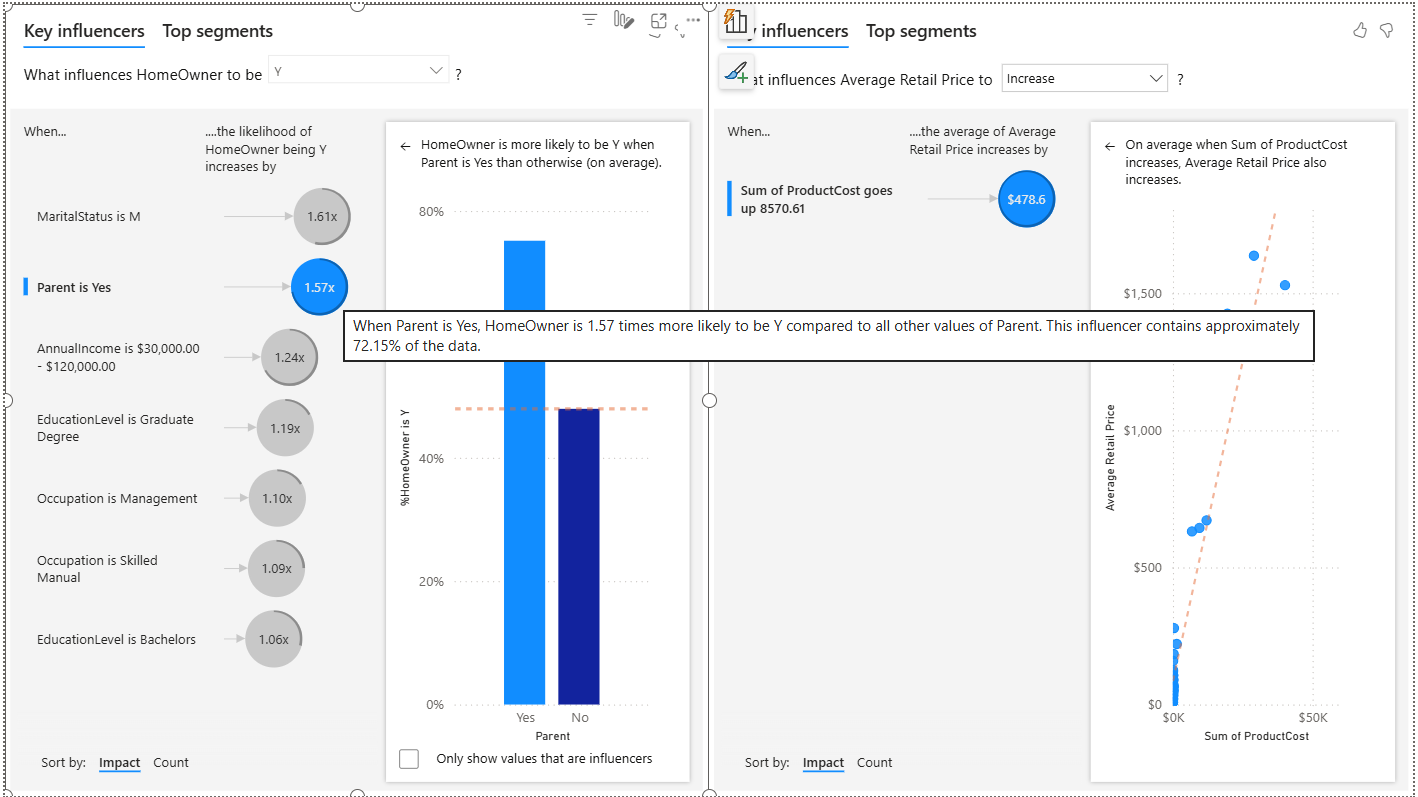 Key influencers Top segments
What influences HomeOwner to be Y ?
When...
....the likelihood of
HomeOwner being Y
increases by
MaritalStatus is M
1.61x
Parent is Yes
1.57x
AnnualIncome is $30,000.00
- $120,000.00
1.24x
EducationLevel is Graduate
Degree
1.19x
Occupation is Management
1.10x
Occupation is Skilled
Manual
1.09x
EducationLevel is Bachelors
1.06x
Sort by: Impact Count
HomeOwner is more likely to be Y when
Parent is Yes than otherwise (on average).
80%
40%
20%
0%
%HomeOwner is Y
Yes No
Parent
Only show values that are influencers
When Parent is Yes, HomeOwner is 1.57 times more likely to be Y compared to all other values of Parent. This influencer contains approximately
72.15% of the data.
influencers Top segments
influences Average Retail Price to Increase ?
When...
....the average of Average
Retail Price increases by
Sum of ProductCost goes
up 8570.61
$478.6
Sort by: Impact Count
On average when Sum of ProductCost
increases, Average Retail Price also
increases.
$1,500
$1,000
$500
$0
Average Retail Price
$0K $50K
Sum of ProductCost